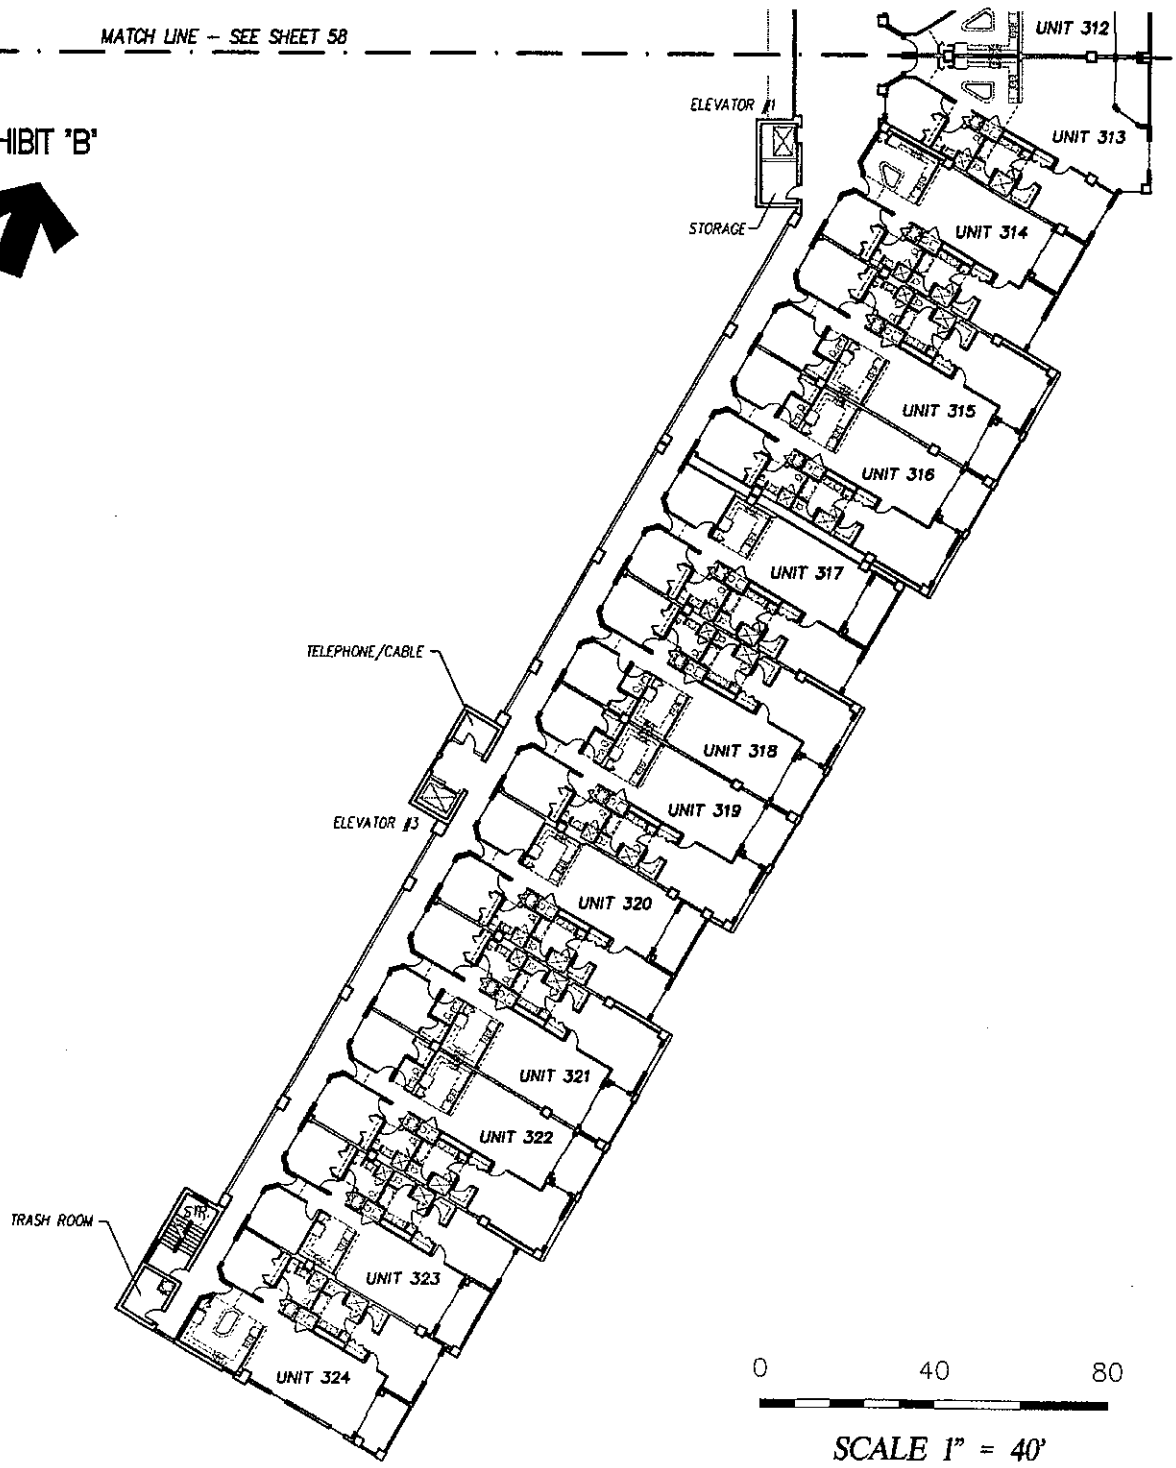 MATCH LINE - SEE SHEET 58
UNIT 312
ELEVATOR #1
HIBIT "B"
UNIT 313
STORAGE
UNIT 314
UNIT 315
UNIT 316
UNIT 317
TELEPHONE/CABLE
UNIT 318
UNIT 319
ELEVATOR #3
UNIT 320
UNIT 321
UNIT 322
STR.
TRASH ROOM
UNIT 323
UNIT 324
0 40 80
SCALE 1" = 40'